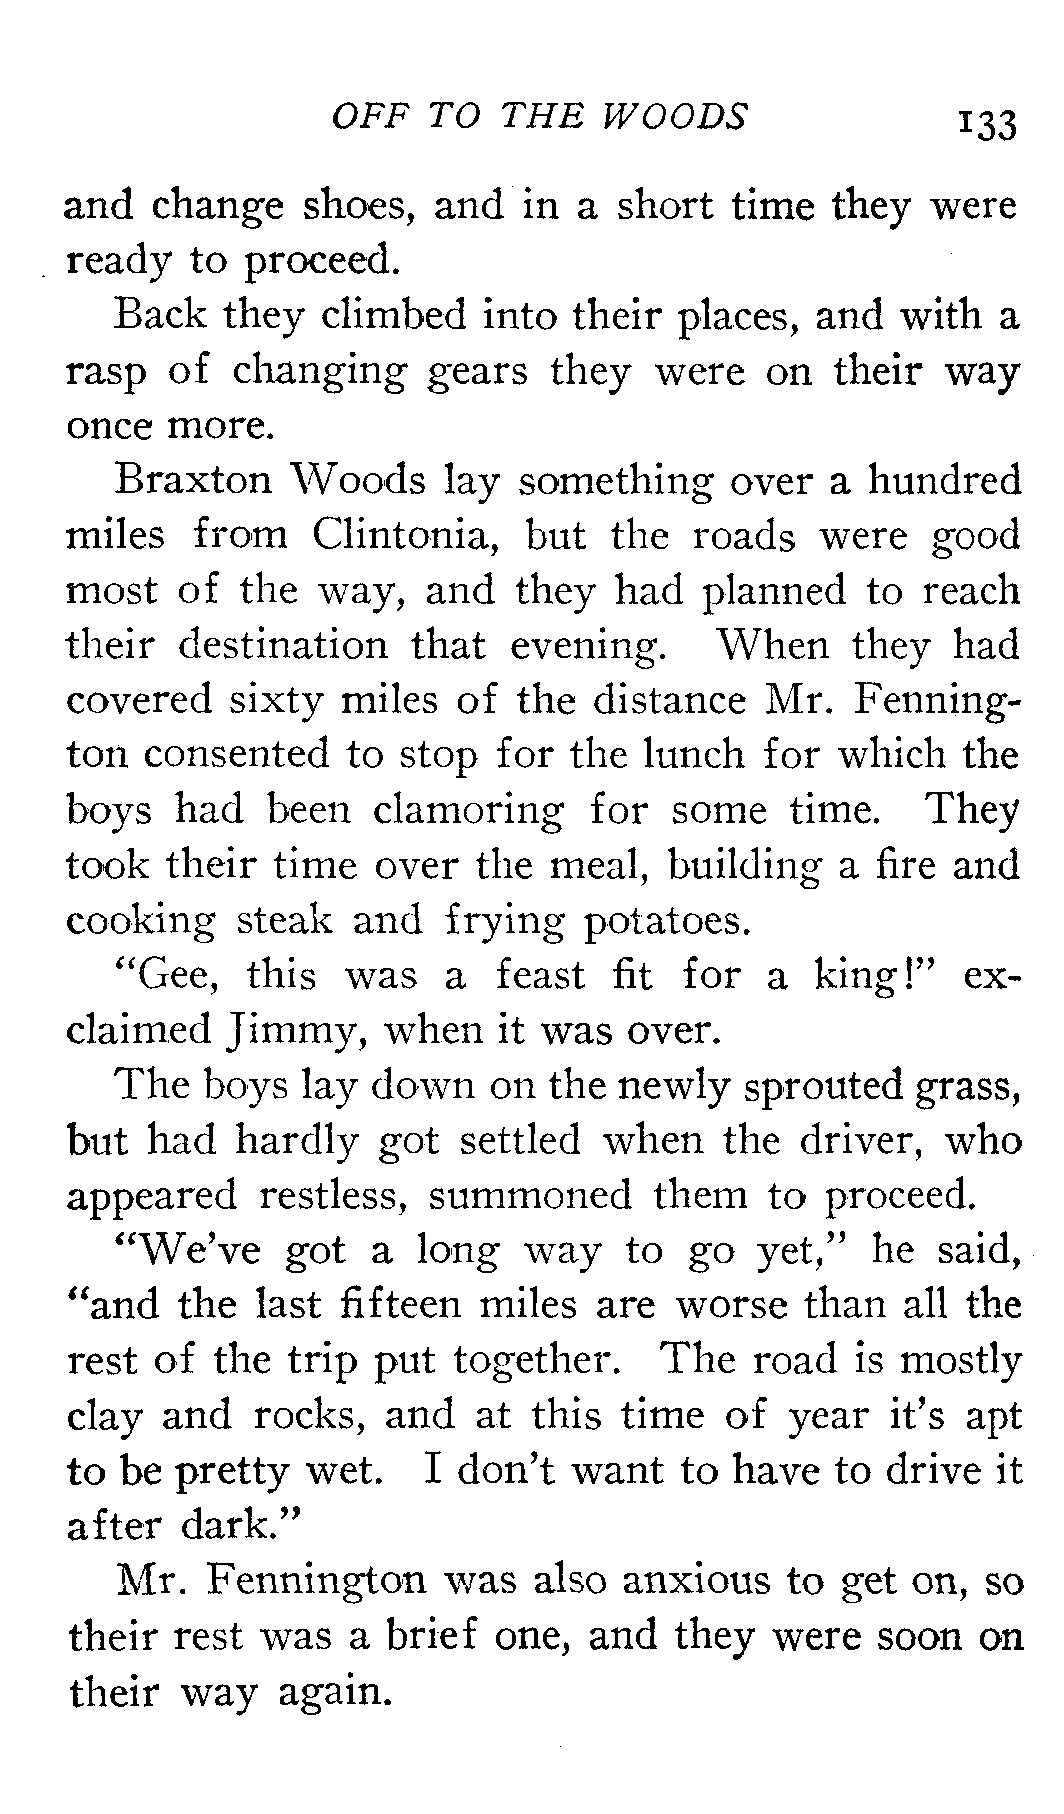 OFF TO THE WOODS 133
and change shoes, and in a short time they were
ready to proceed.
Back they climbed into their places, and with a
rasp of changing gears they were on their way
once more.
Braxton Woods lay something over a hundred
miles from Clintonia, but the roads were good
most of the way, and they had planned to reach
their destination that evening. When they had
covered sixty miles of the distance Mr. Fenning-
ton consented to stop for the lunch for which the
boys had been clamoring for some time. They
took their time over the meal, building a fire and
cooking steak and frying potatoes.
“Gee, this was a feast fit for a king!” ex-
claimed Jimmy, when it was over.
The boys lay down on the newly sprouted grass,
but had hardly got settled when the driver, who
appeared restless, summoned them to proceed.
“We’ve got a long way to go yet,” he said,
“and the last fifteen miles are worse than all the
rest of the trip put together. The road is mostly
clay and rocks, and at this time of year it’s apt
to be pretty wet. I don’t want to have to drive it
after dark.”
Mr. Fennington was also anxious to get on, so
their rest was a brief one, and they were soon on
their way again.